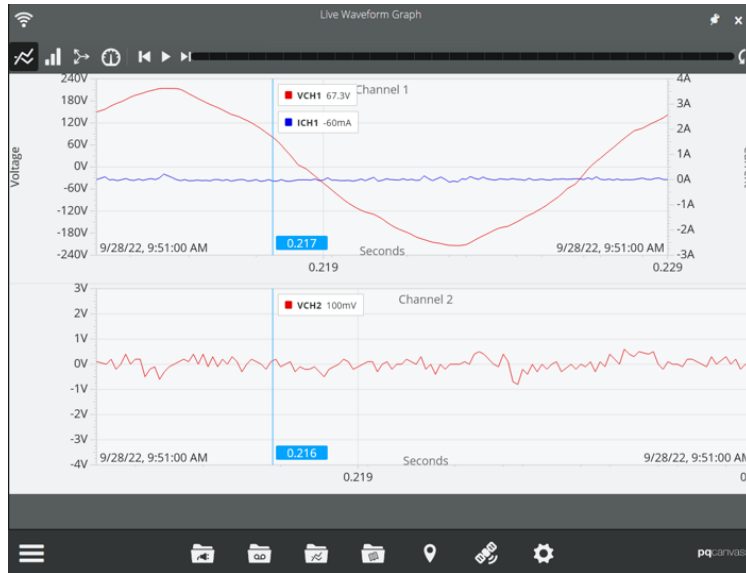 Live Waveform Graph
Channel 1
240V
180V
120V
60V
0V
-60V
-120V
-180V
-240V
Voltage
VCH1 67.3V
ICH1 -60mA
4A
3A
2A
1A
0A
-1A
-2A
-3A
9/28/22, 9:51:00 AM
0.217
Seconds
9/28/22, 9:51:00 AM
0.219
0.229
Channel 2
3V
2V
1V
0V
-1V
-2V
-3V
-4V
VCH2 100mV
9/28/22, 9:51:00 AM
0.216
Seconds
9/28/22, 9:51:00 AM
0.219
0
pqcanvas